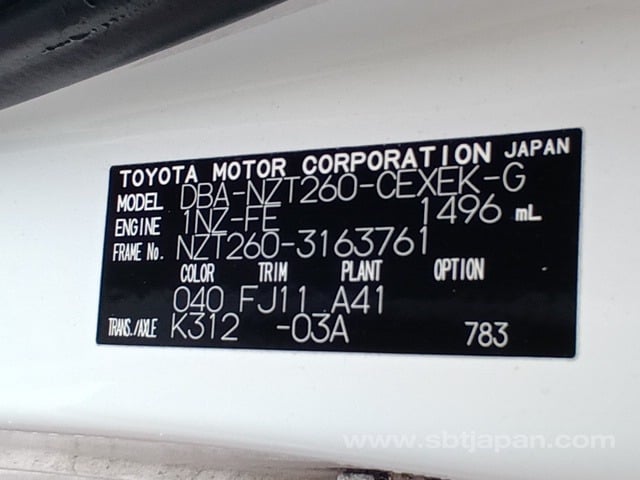 TOYOTA MOTOR CORPORATION JAPAN
MODEL DBA-NZT260-CEXEK-G
ENGINE 1NZ-FE 1496 mL
FRAME No. NZT260-3163761
COLOR TRIM PLANT OPTION
040 FJ11 A41
TRANS./AXLE K312 -03A 783
www.sbtjapan.com